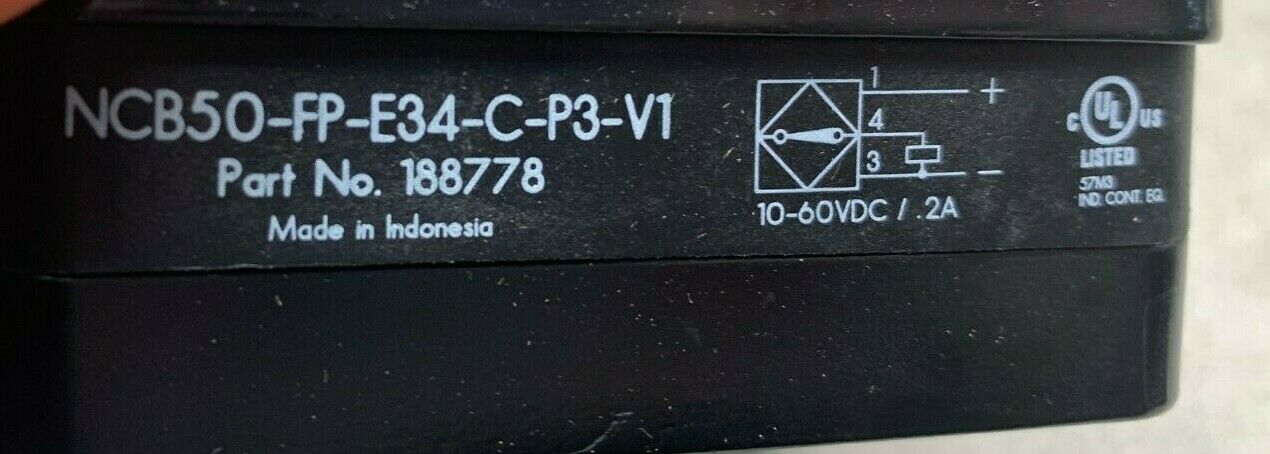 NCB50-FP-E34-C-P3-V1
Part No. 188778
Made in Indonesia
1 +
4
3 −
10-60VDC / .2A
C UL US
LISTED
57M3
IND. CONT. EQ.